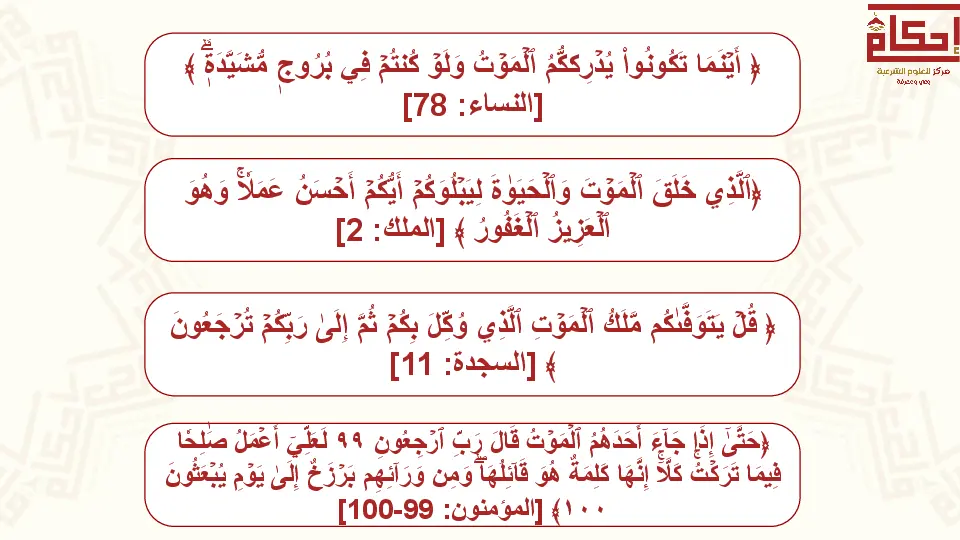 إحكام
مركز للعلوم الشرعية
وعي ومعرفة
﴿ أَيۡنَمَا تَكُونُواْ يُدۡرِككُّمُ ٱلۡمَوۡتُ وَلَوۡ كُنتُمۡ فِي بُرُوجٖ مُّشَيَّدَةٖۗ ﴾
[النساء: 78]
﴿ٱلَّذِي خَلَقَ ٱلۡمَوۡتَ وَٱلۡحَيَوٰةَ لِيَبۡلُوَكُمۡ أَيُّكُمۡ أَحۡسَنُ عَمَلٗاۚ وَهُوَ
ٱلۡعَزِيزُ ٱلۡغَفُورُ ﴾ [الملك: 2]
﴿ قُلۡ يَتَوَفَّىٰكُم مَّلَكُ ٱلۡمَوۡتِ ٱلَّذِي وُكِّلَ بِكُمۡ ثُمَّ إِلَىٰ رَبِّكُمۡ تُرۡجَعُونَ
﴾ [السجدة: 11]
﴿حَتَّىٰٓ إِذَا جَآءَ أَحَدَهُمُ ٱلۡمَوۡتُ قَالَ رَبِّ ٱرۡجِعُونِ ٩٩ لَعَلِّيٓ أَعۡمَلُ صَٰلِحٗا
فِيمَا تَرَكۡتُۚ كَلَّآۚ إِنَّهَا كَلِمَةٌ هُوَ قَآئِلُهَاۖ وَمِن وَرَآئِهِم بَرۡزَخٌ إِلَىٰ يَوۡمِ يُبۡعَثُونَ
١٠٠﴾ [المؤمنون: 99-100]